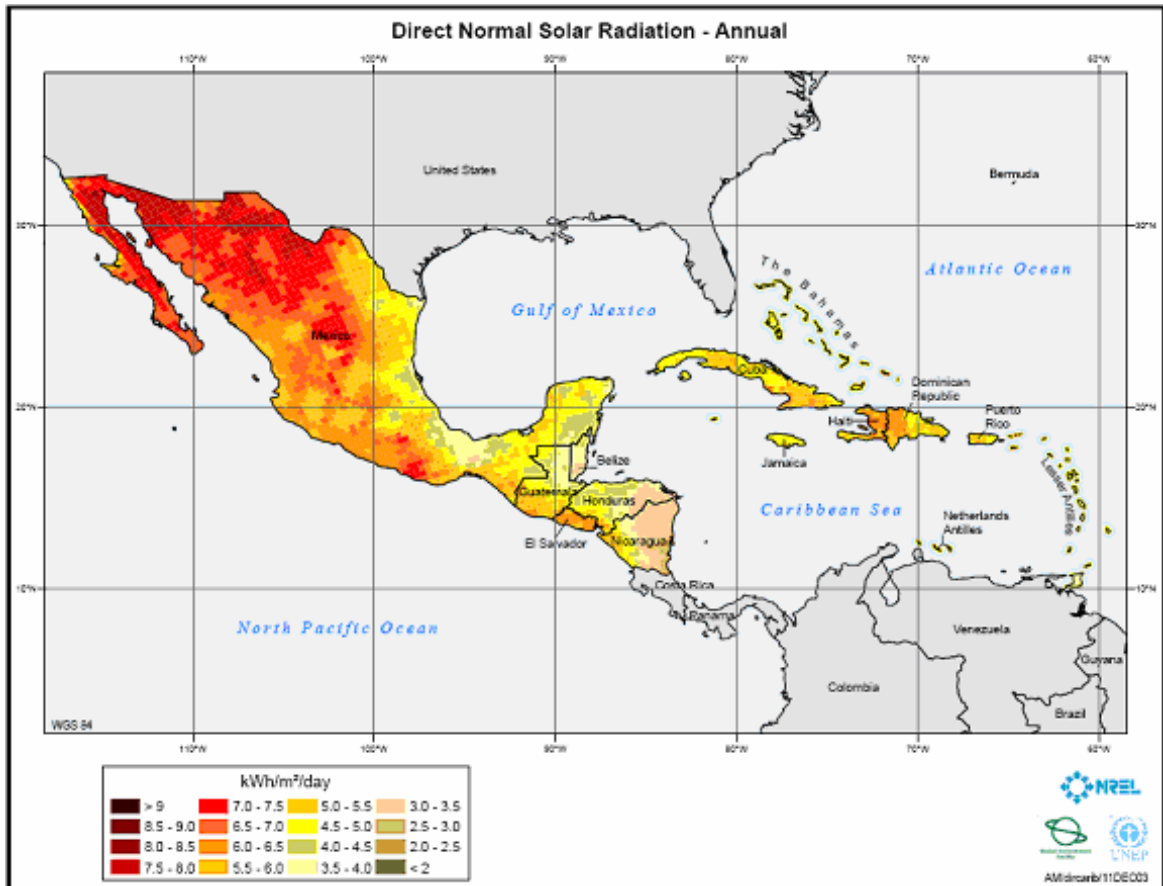 Direct Normal Solar Radiation - Annual
110°W 100°W 90°W 80°W 70°W 60°W
United States
Bermuda
30°N
The Bahamas
Atlantic Ocean
Gulf of Mexico
Mexico
Cuba
Dominican
Republic
20°N
20°N
Haiti
Puerto
Rico
Jamaica
Belize
Lesser Antilles
Guatemala
Honduras
Caribbean Sea
Netherlands
Antilles
El Salvador
Nicaragua
10°N
10°N
Costa Rica
Panama
North Pacific Ocean
Venezuela
Guyana
Colombia
Brazil
WGS 84
110°W 100°W 90°W 80°W 70°W 60°W
kWh/m²/day
> 9 7.0 - 7.5 5.0 - 5.5 3.0 - 3.5
8.5 - 9.0 6.5 - 7.0 4.5 - 5.0 2.5 - 3.0
8.0 - 8.5 6.0 - 6.5 4.0 - 4.5 2.0 - 2.5
7.5 - 8.0 5.5 - 6.0 3.5 - 4.0 < 2
NREL
UNEP